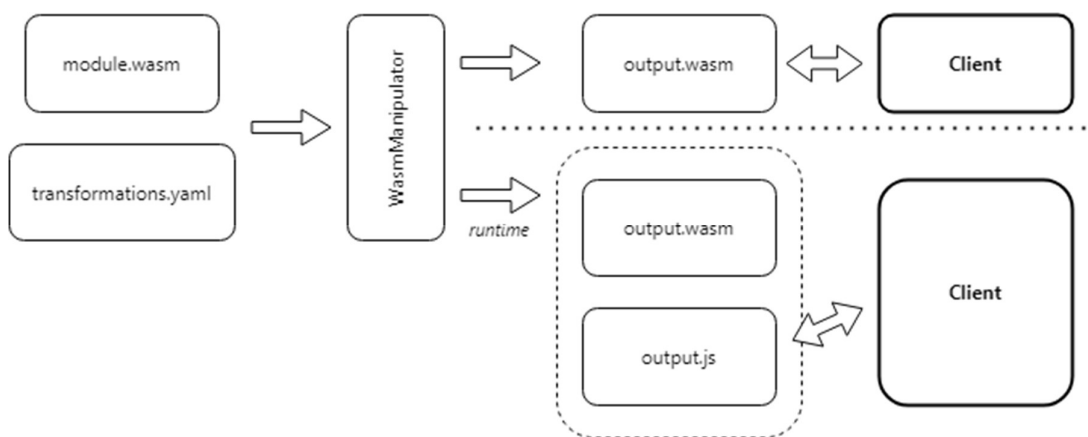 module.wasm
transformations.yaml
WasmManipulator
output.wasm
Client
runtime
output.wasm
output.js
Client